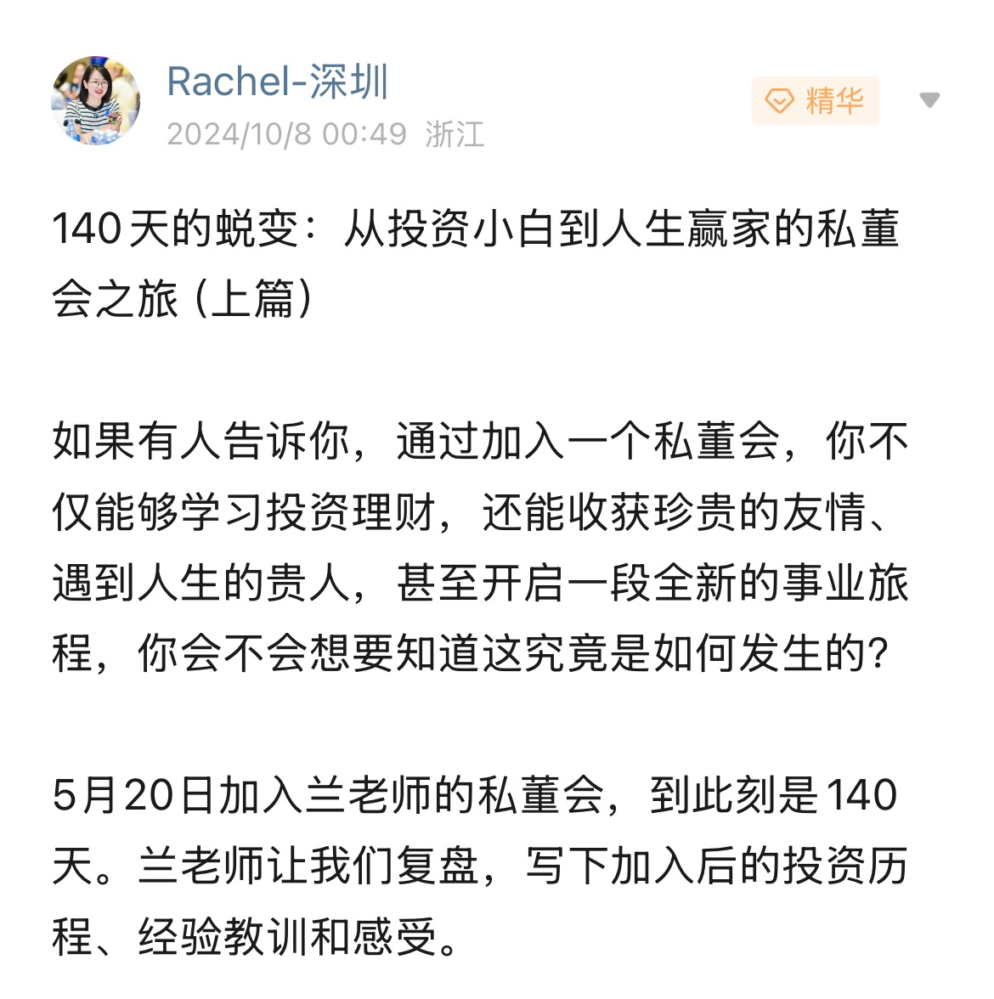 Rachel-深圳
2024/10/8 00:49 浙江
精华
140天的蜕变：从投资小白到人生赢家的私董
会之旅（上篇）
如果有人告诉你，通过加入一个私董会，你不
仅能够学习投资理财，还能收获珍贵的友情、
遇到人生的贵人，甚至开启一段全新的事业旅
程，你会不会想要知道这究竟是如何发生的?
5月20日加入兰老师的私董会，到此刻是140
天。兰老师让我们复盘，写下加入后的投资历
程、经验教训和感受。